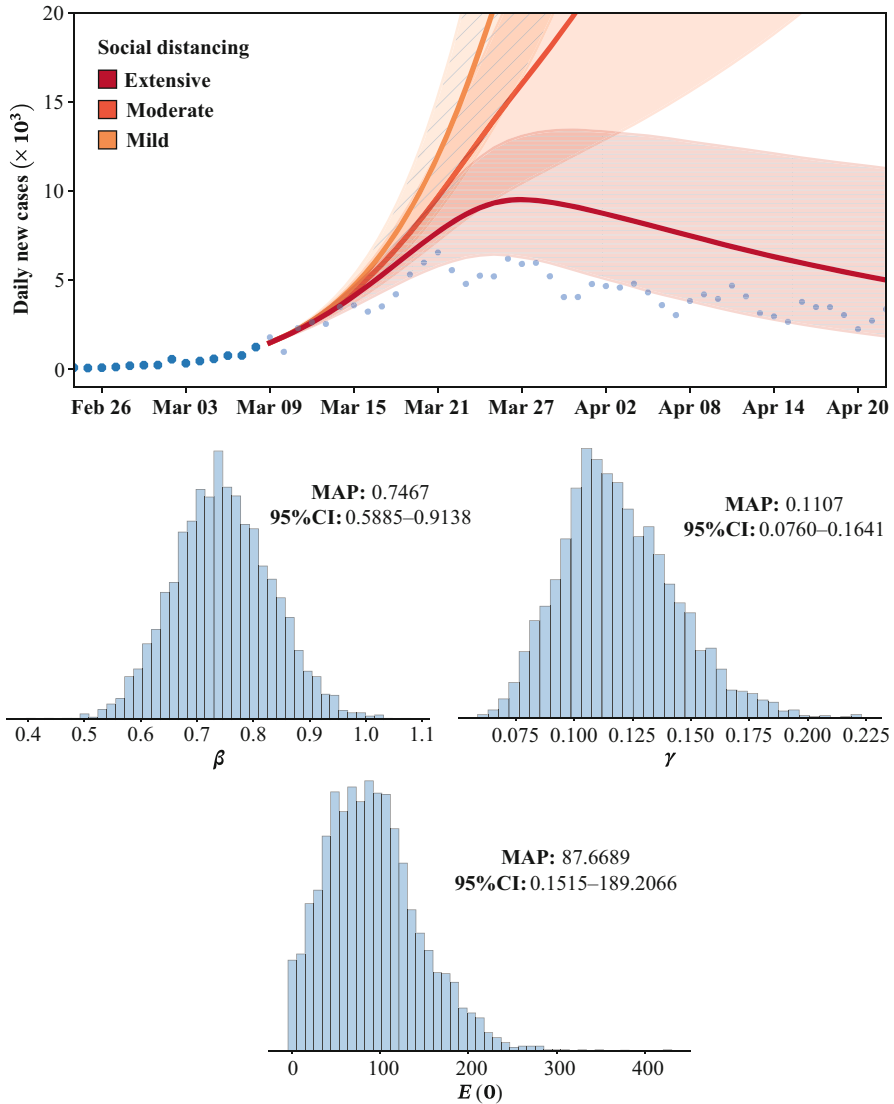 20
Social distancing
Extensive
Moderate
Mild
15
10
5
0
Daily new cases (× 10³)
Feb 26 Mar 03 Mar 09 Mar 15 Mar 21 Mar 27 Apr 02 Apr 08 Apr 14 Apr 20
MAP: 0.7467
95%CI: 0.5885–0.9138
0.4 0.5 0.6 0.7 0.8 0.9 1.0 1.1
β
MAP: 0.1107
95%CI: 0.0760–0.1641
0.075 0.100 0.125 0.150 0.175 0.200 0.225
γ
MAP: 87.6689
95%CI: 0.1515–189.2066
0 100 200 300 400
E (0)